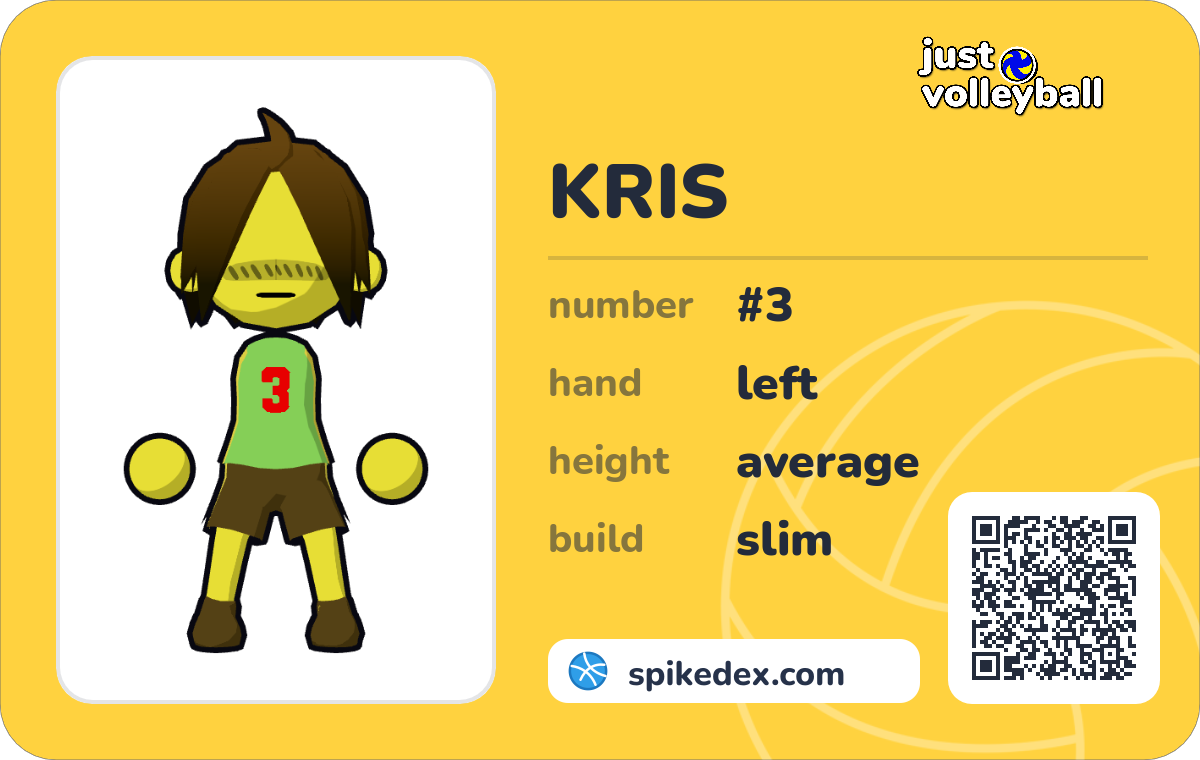 just
volleyball
KRIS
number #3
hand left
height average
build slim
3
spikedex.com